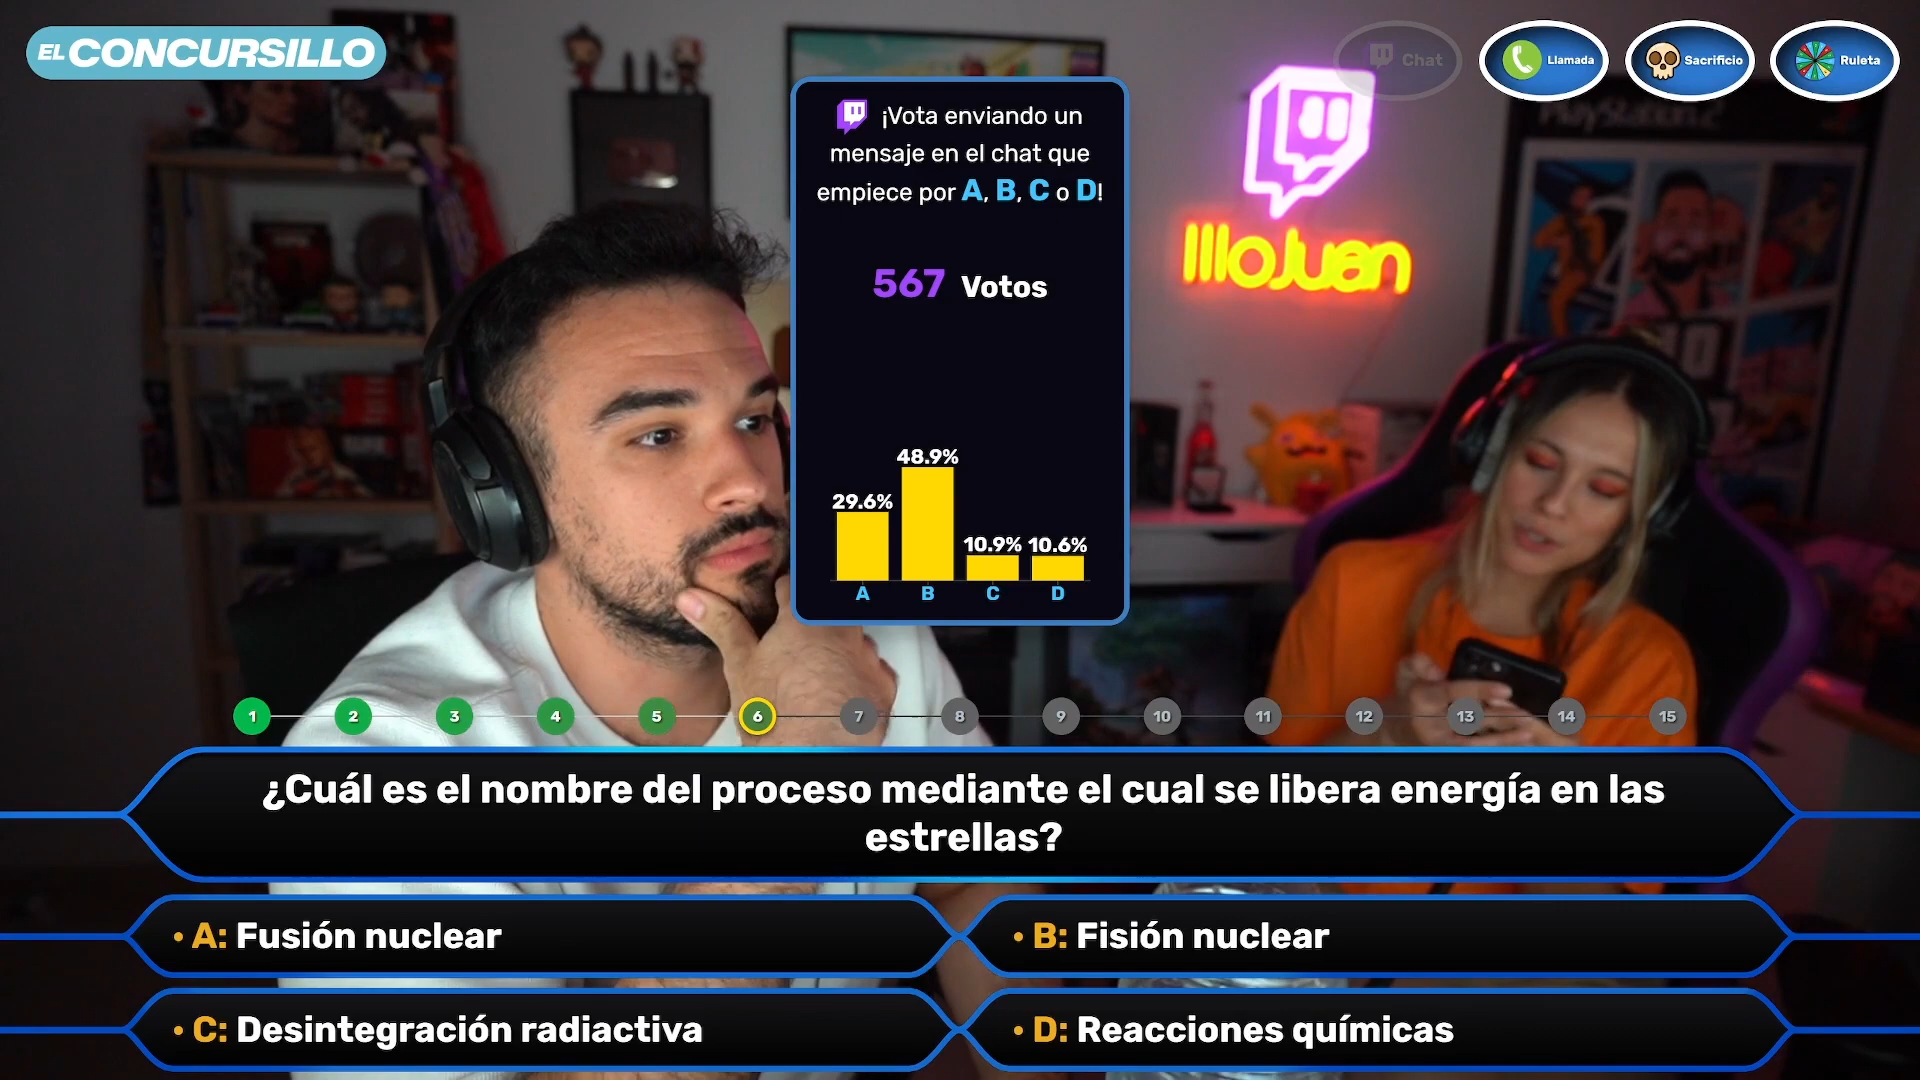 EL CONCURSILLO
Chat
Llamada
Sacrificio
Ruleta
¡Vota enviando un
mensaje en el chat que
empiece por A, B, C o D!
567 Votos
48.9%
29.6%
10.9% 10.6%
A B C D
PlayStation 2
IlloJuan
1 2 3 4 5 6 7 8 9 10 11 12 13 14 15
¿Cuál es el nombre del proceso mediante el cual se libera energía en las
estrellas?
• A: Fusión nuclear
• B: Fisión nuclear
• C: Desintegración radiactiva
• D: Reacciones químicas